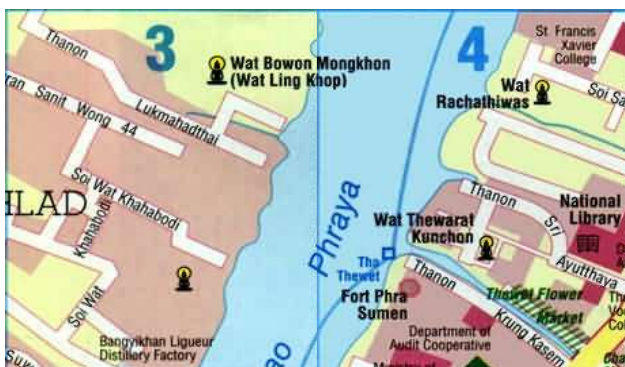 3
Thanon
Lukmahadthai
Wat Bowon Mongkhon
(Wat Ling Khop)
ran Sanit Wong 44
Soi Wat Khahabodi
HLAD
Khahabodi
Soi Wat
Bangyikhan Ligueur
Distillery Factory
Suw
Phraya
ao
4
St. Francis
Xavier
College
Wat
Rachathiwas
Soi Sa
Thanon
Sri
Ayutthaya
National
Library
Wat Thewarat
Kunchon
Tha
Thewet
Fort Phra
Sumen
Thanon
Krung Kasem
Thewet Flower
Market
Department of
Audit Cooperative